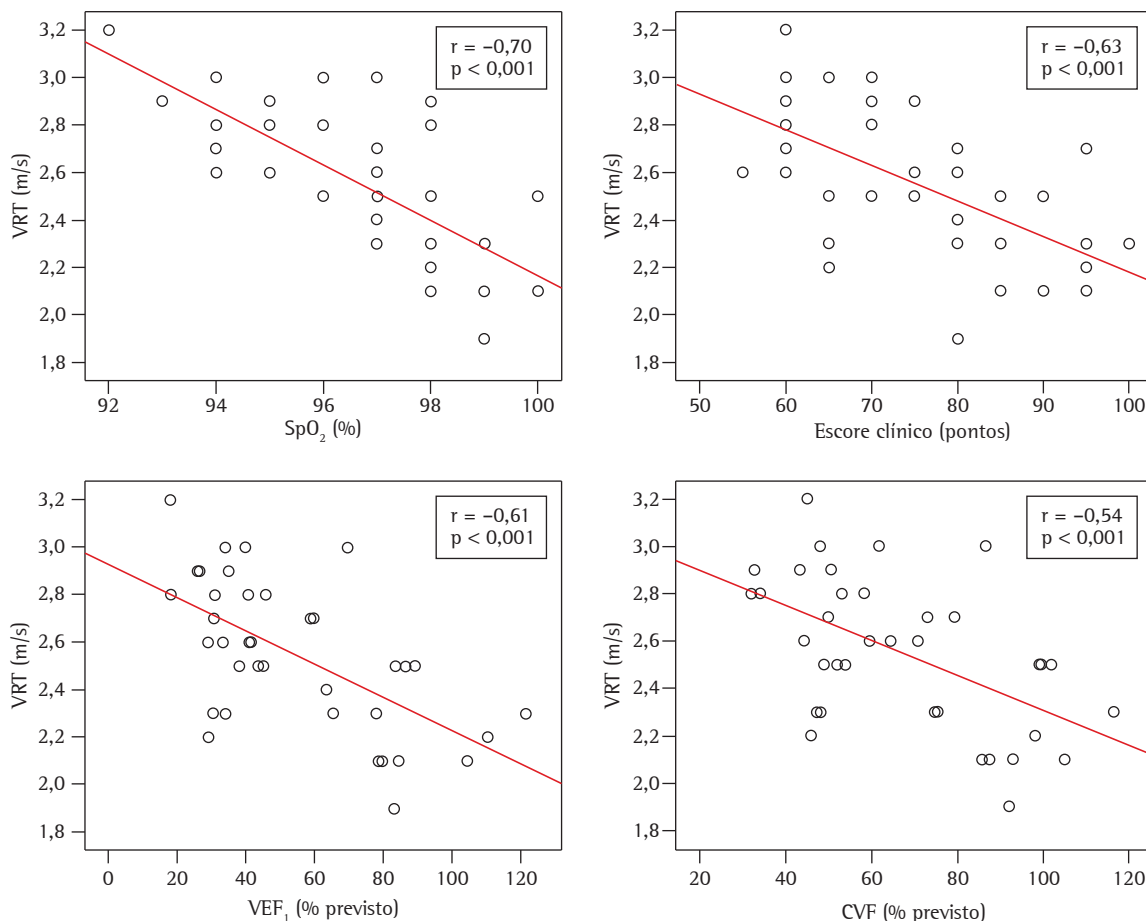 r = –0,70
p < 0,001
3,2
3,0
2,8
2,6
2,4
2,2
2,0
1,8
VRT (m/s)
92 94 96 98 100
SpO₂ (%)
r = –0,63
p < 0,001
3,2
3,0
2,8
2,6
2,4
2,2
2,0
1,8
VRT (m/s)
50 60 70 80 90 100
Escore clínico (pontos)
r = –0,61
p < 0,001
3,2
3,0
2,8
2,6
2,4
2,2
2,0
1,8
VRT (m/s)
0 20 40 60 80 100 120
VEF₁ (% previsto)
r = –0,54
p < 0,001
3,2
3,0
2,8
2,6
2,4
2,2
2,0
1,8
VRT (m/s)
20 40 60 80 100 120
CVF (% previsto)